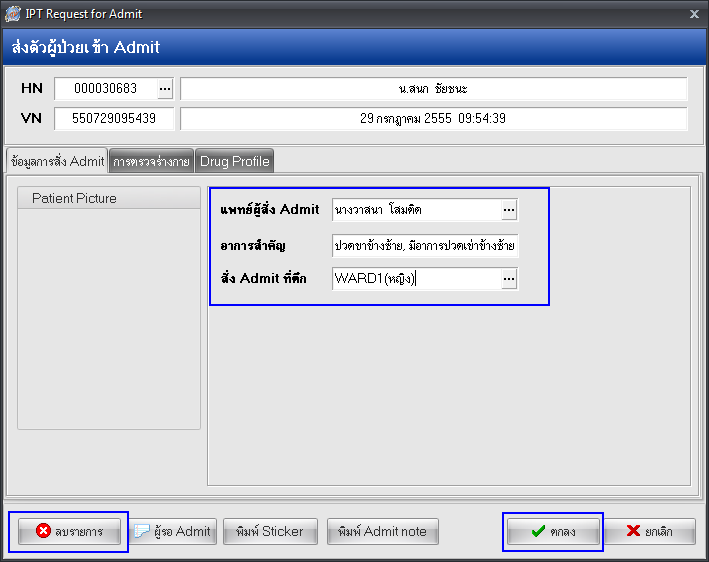 IPT Request for Admit
ส่งตัวผู้ป่วยเข้า Admit
HN 000030683 ... น.สนก ชัยชนะ
VN 550729095439 29 กรกฎาคม 2555 09:54:39
ข้อมูลการสั่ง Admit การตรวจร่างกาย Drug Profile
Patient Picture
แพทย์ผู้สั่ง Admit นางวาสนา โสมติด ...
อาการสำคัญ ปวดขาข้างซ้าย, มีอาการปวดเข่าข้างซ้าย
สั่ง Admit ที่ตึก WARD1(หญิง) ...
ลบรายการ ผู้รอ Admit พิมพ์ Sticker พิมพ์ Admit note ตกลง ยกเลิก